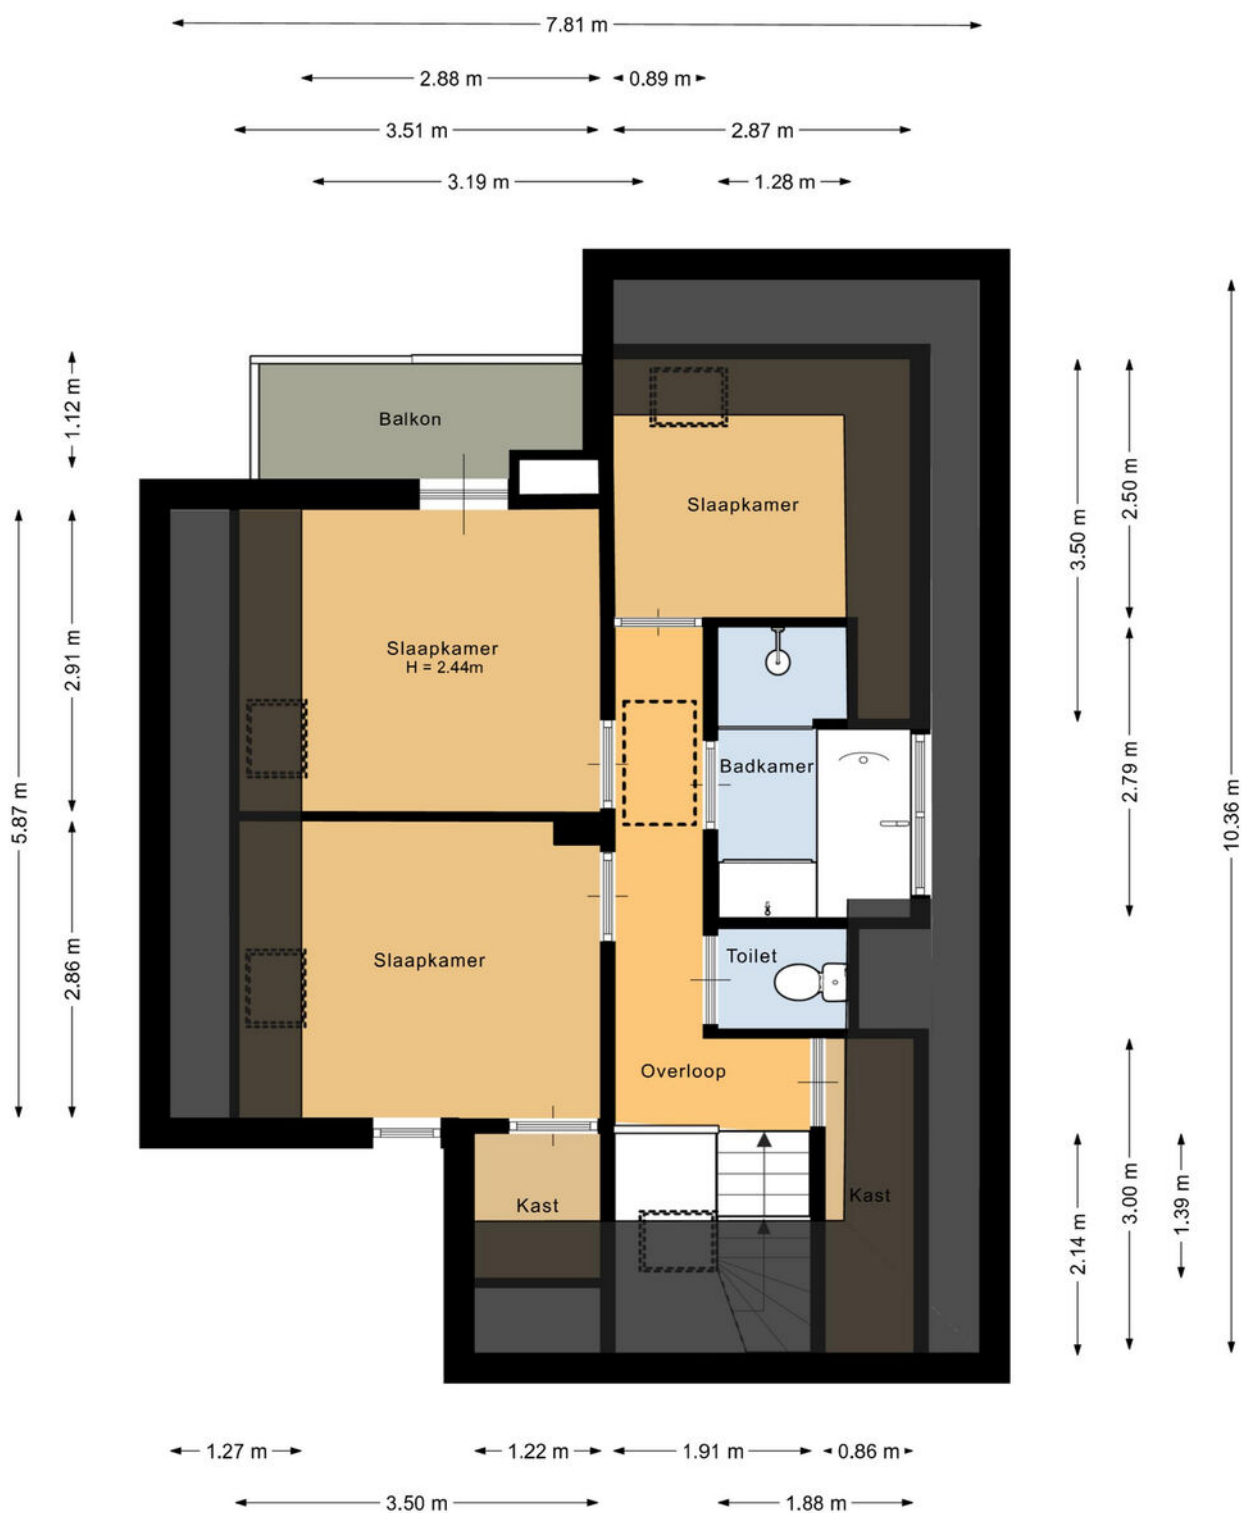 7.81 m
2.88 m
0.89 m
3.51 m
2.87 m
3.19 m
1.28 m
1.12 m
Balkon
2.50 m
Slaapkamer
3.50 m
2.91 m
Slaapkamer
H = 2.44m
2.79 m
Badkamer
5.87 m
10.36 m
2.86 m
Slaapkamer
Toilet
Overloop
Kast
Kast
2.14 m
3.00 m
1.39 m
1.27 m
1.22 m
1.91 m
0.86 m
3.50 m
1.88 m